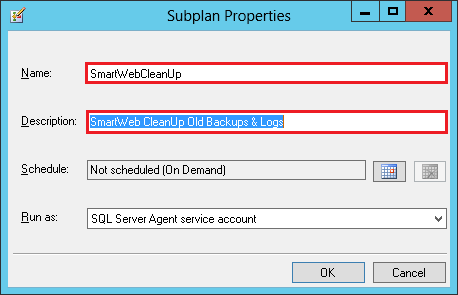 Subplan Properties
Name: SmartWebCleanUp
Description: SmartWeb CleanUp Old Backups & Logs
Schedule: Not scheduled (On Demand)
Run as: SQL Server Agent service account
OK Cancel